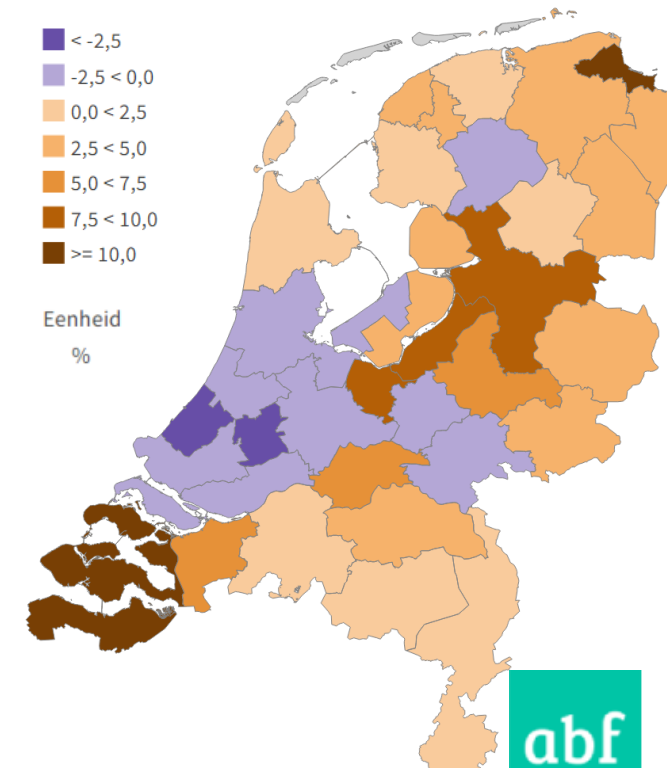 < -2,5
-2,5 < 0,0
0,0 < 2,5
2,5 < 5,0
5,0 < 7,5
7,5 < 10,0
>= 10,0
Eenheid
%
abf